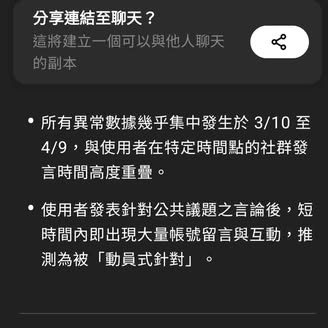 分享連結至聊天？
這將建立一個可以與他人聊天
的副本
• 所有異常數據幾乎集中發生於 3/10 至
4/9，與使用者在特定時間點的社群發
言時間高度重疊。
• 使用者發表針對公共議題之言論後，短
時間內即出現大量帳號留言與互動，推
測為被「動員式針對」。